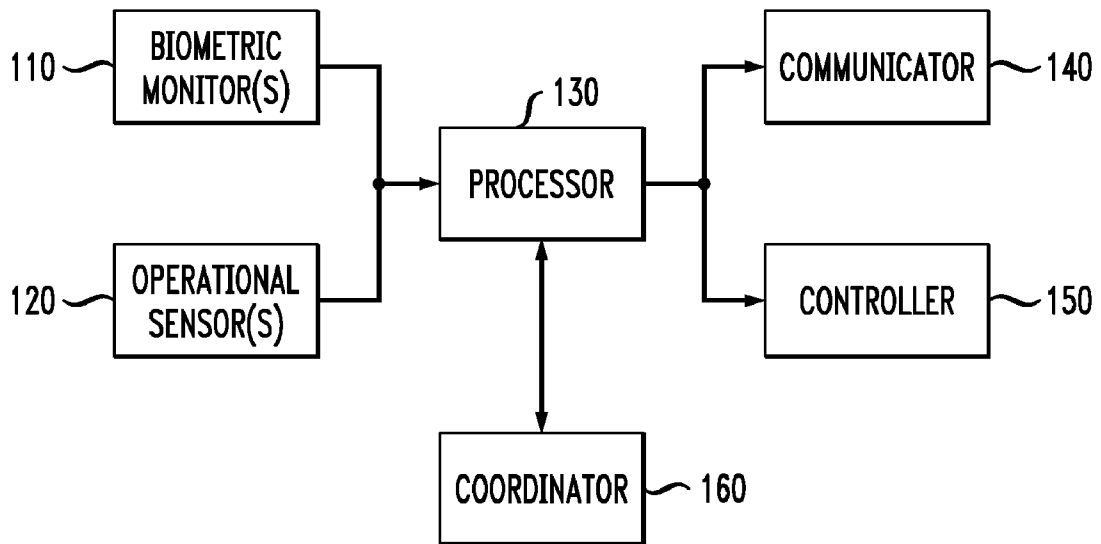 110
BIOMETRIC
MONITOR(S)
COMMUNICATOR
140
130
PROCESSOR
120
OPERATIONAL
SENSOR(S)
CONTROLLER
150
COORDINATOR
160